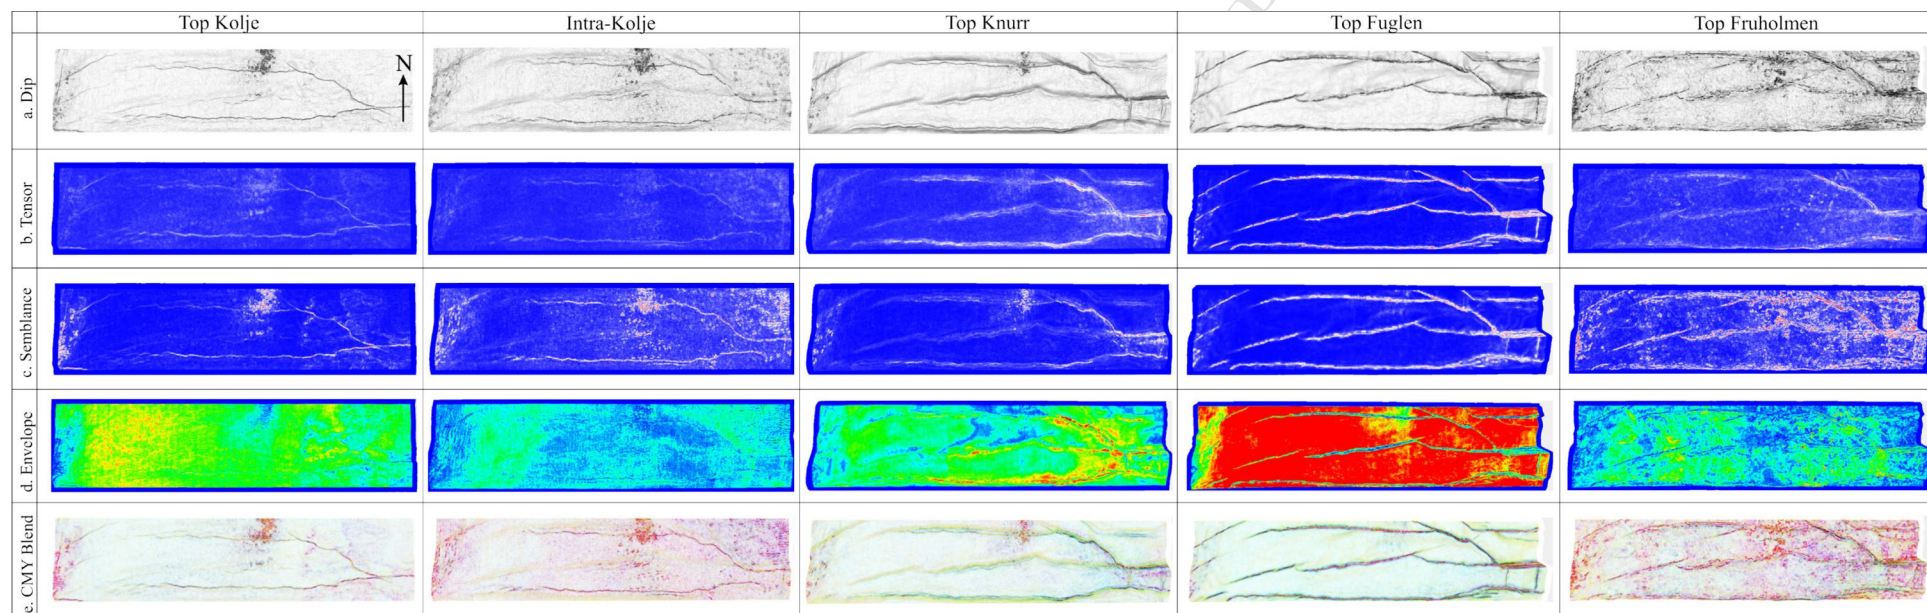 Top Kolje Intra-Kolje Top Knurr Top Fuglen Top Fruholmen
a. Dip
N
b. Tensor
c. Semblance
d. Envelope
e. CMY Blend